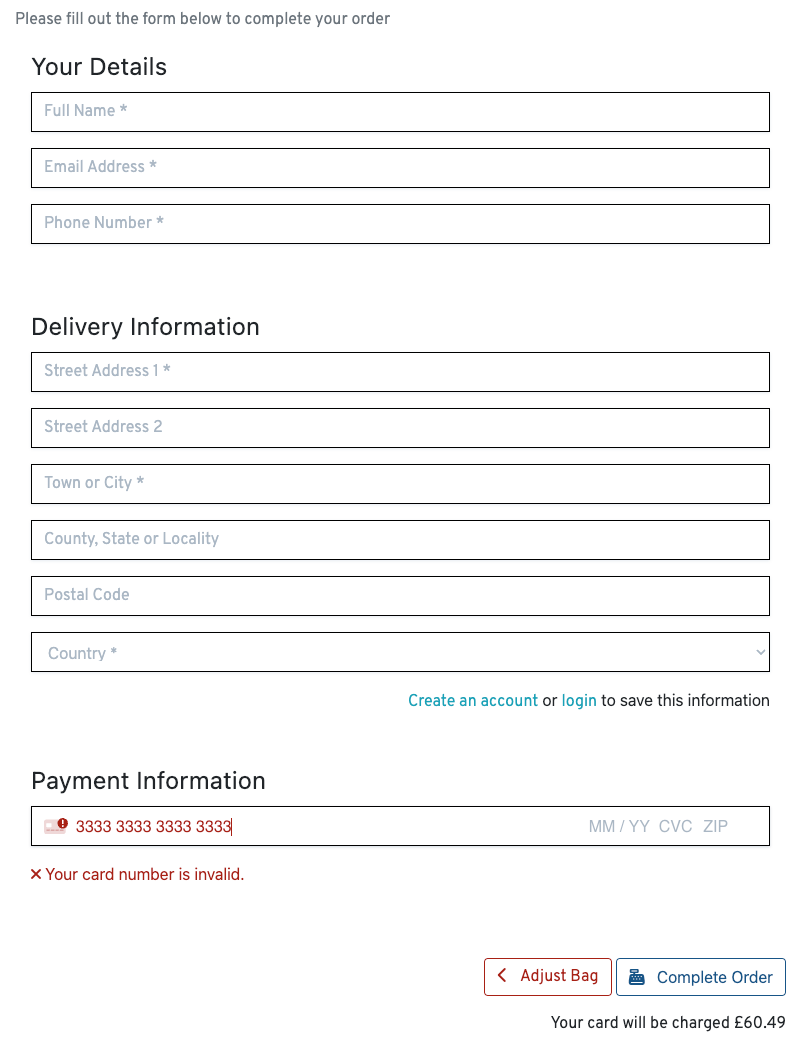 Please fill out the form below to complete your order
Your Details
Full Name *
Email Address *
Phone Number *
Delivery Information
Street Address 1 *
Street Address 2
Town or City *
County, State or Locality
Postal Code
Country *
Create an account or login to save this information
Payment Information
3333 3333 3333 3333 MM / YY CVC ZIP
× Your card number is invalid.
Adjust Bag Complete Order
Your card will be charged £60.49